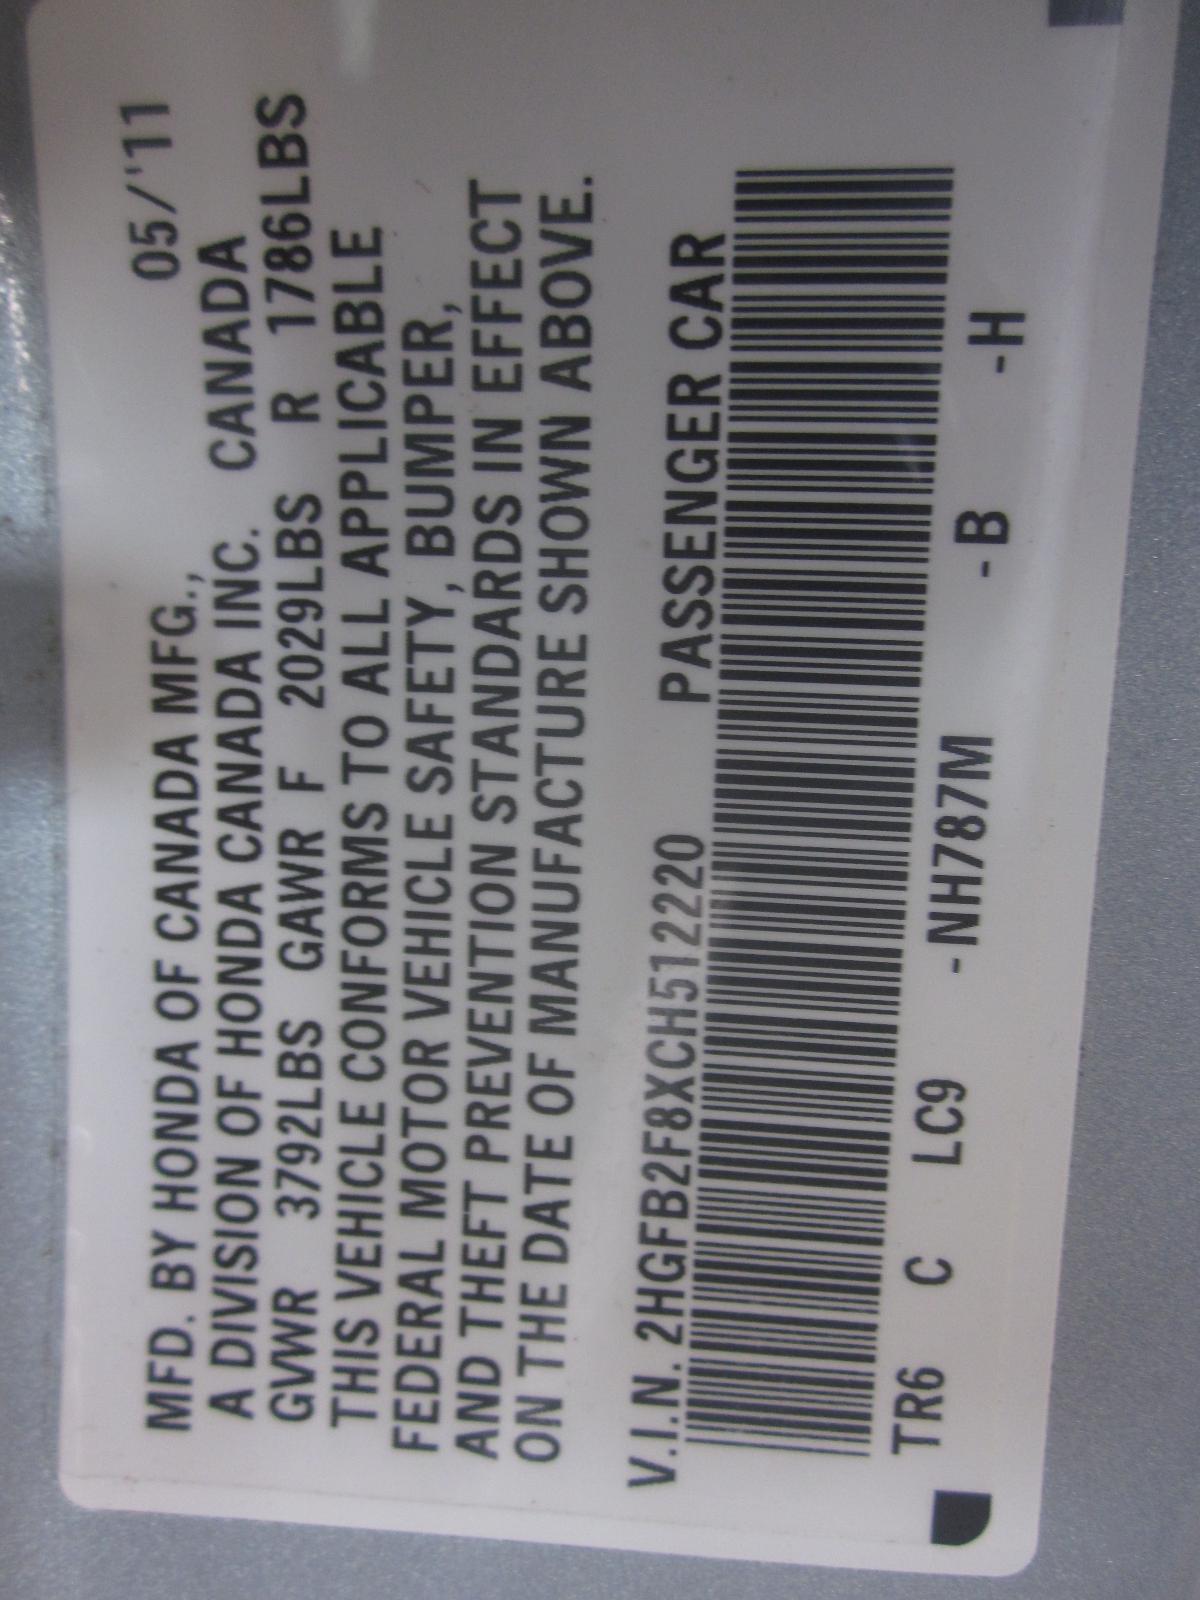 MFD. BY HONDA OF CANADA MFG., 05/'11
A DIVISION OF HONDA CANADA INC. CANADA
GVWR 3792LBS GAWR F 2029LBS R 1786LBS
THIS VEHICLE CONFORMS TO ALL APPLICABLE
FEDERAL MOTOR VEHICLE SAFETY, BUMPER,
AND THEFT PREVENTION STANDARDS IN EFFECT
ON THE DATE OF MANUFACTURE SHOWN ABOVE.
V.I.N. 2HGFB2F8XCH512220 PASSENGER CAR
TR6 C LC9 -NH87M -B -H